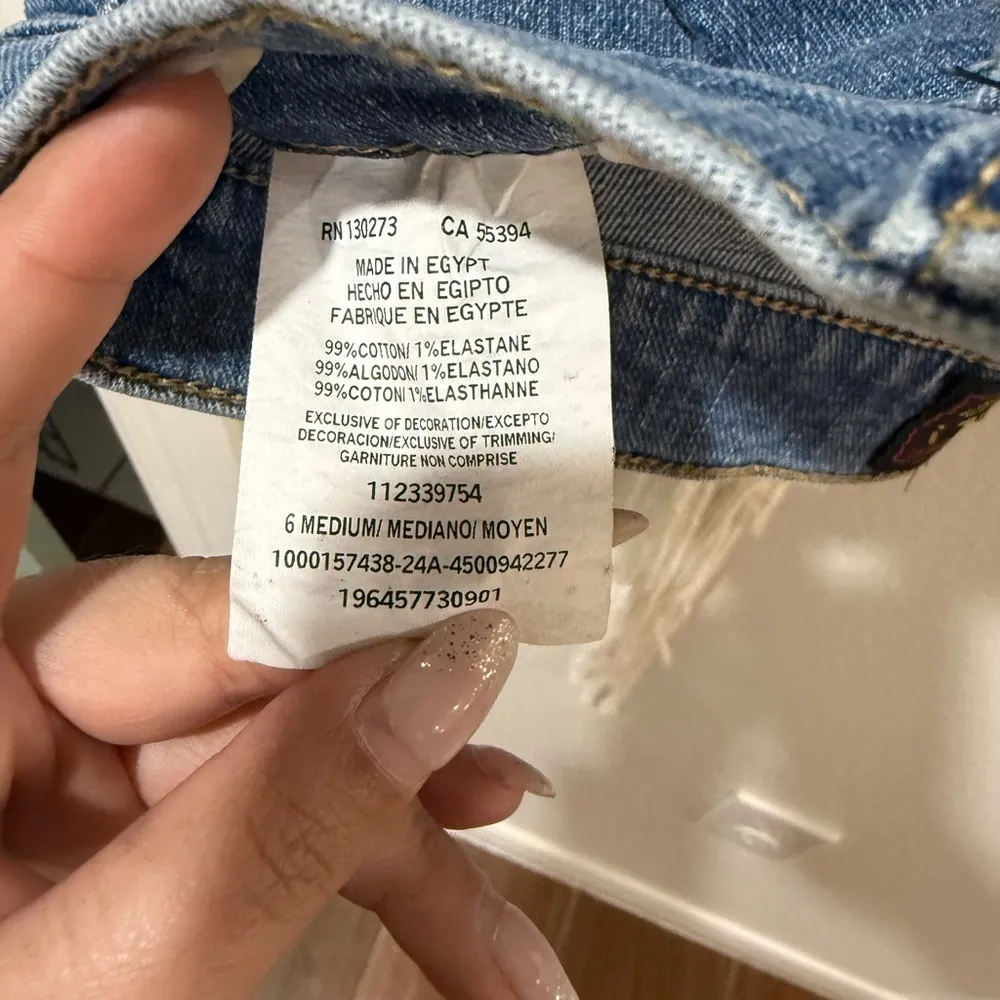 RN 130273 CA 55394
MADE IN EGYPT
HECHO EN EGIPTO
FABRIQUE EN EGYPTE
99%COTTON/ 1%ELASTANE
99%ALGODON/ 1%ELASTANO
99%COTON/ 1%ELASTHANNE
EXCLUSIVE OF DECORATION/EXCEPTO
DECORACION/EXCLUSIVE OF TRIMMING/
GARNITURE NON COMPRISE
112339754
6 MEDIUM/ MEDIANO/ MOYEN
1000157438-24A-4500942277
196457730901